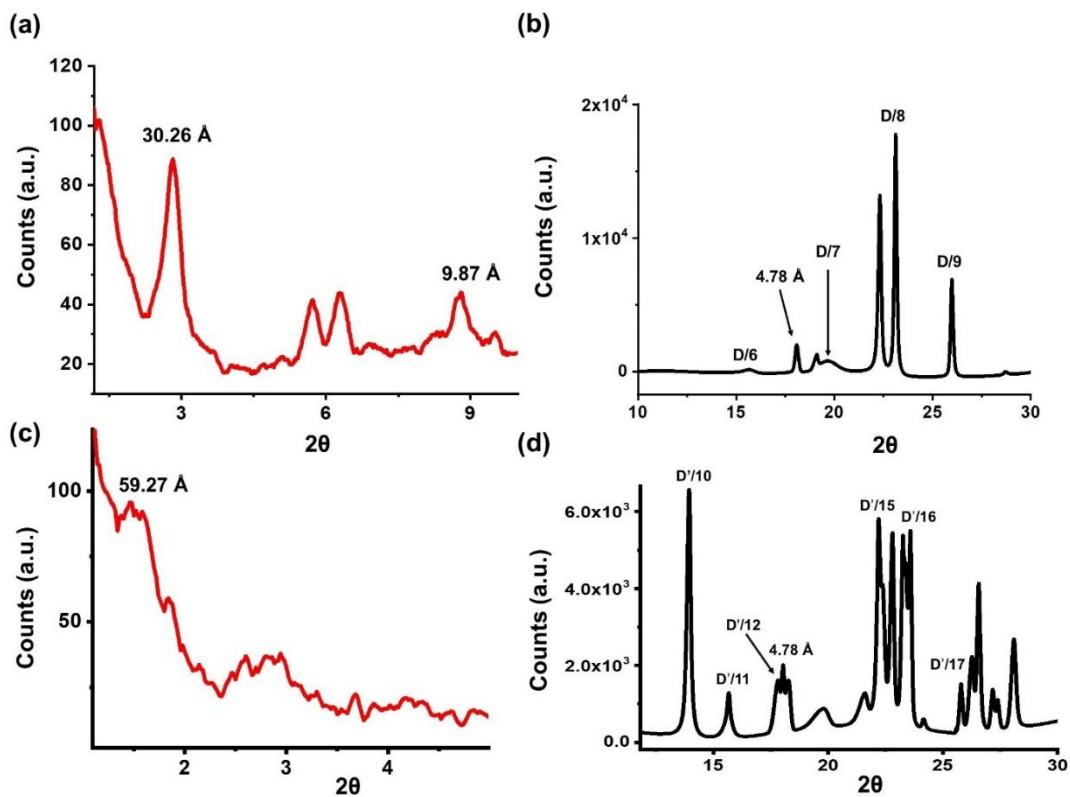 (a)
120
100
80
60
40
20
Counts (a.u.)
30.26 Å
9.87 Å
3
6
9
2θ
(b)
2x10⁴
1x10⁴
0
Counts (a.u.)
D/6
4.78 Å
D/7
D/8
D/9
10
15
20
25
30
2θ
(c)
100
50
Counts (a.u.)
59.27 Å
2
3
4
2θ
(d)
6.0x10³
4.0x10³
2.0x10³
0.0
Counts (a.u.)
D'/10
D'/11
D'/12
4.78 Å
D'/15
D'/16
D'/17
15
20
25
30
2θ